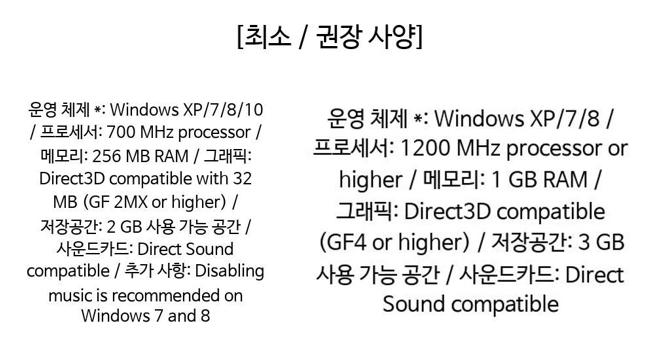 [최소 / 권장 사양]
운영 체제 *: Windows XP/7/8/10
/ 프로세서: 700 MHz processor /
메모리: 256 MB RAM / 그래픽:
Direct3D compatible with 32
MB (GF 2MX or higher) /
저장공간: 2 GB 사용 가능 공간 /
사운드카드: Direct Sound
compatible / 추가 사항: Disabling
music is recommended on
Windows 7 and 8
운영 체제 *: Windows XP/7/8 /
프로세서: 1200 MHz processor or
higher / 메모리: 1 GB RAM /
그래픽: Direct3D compatible
(GF4 or higher) / 저장공간: 3 GB
사용 가능 공간 / 사운드카드: Direct
Sound compatible